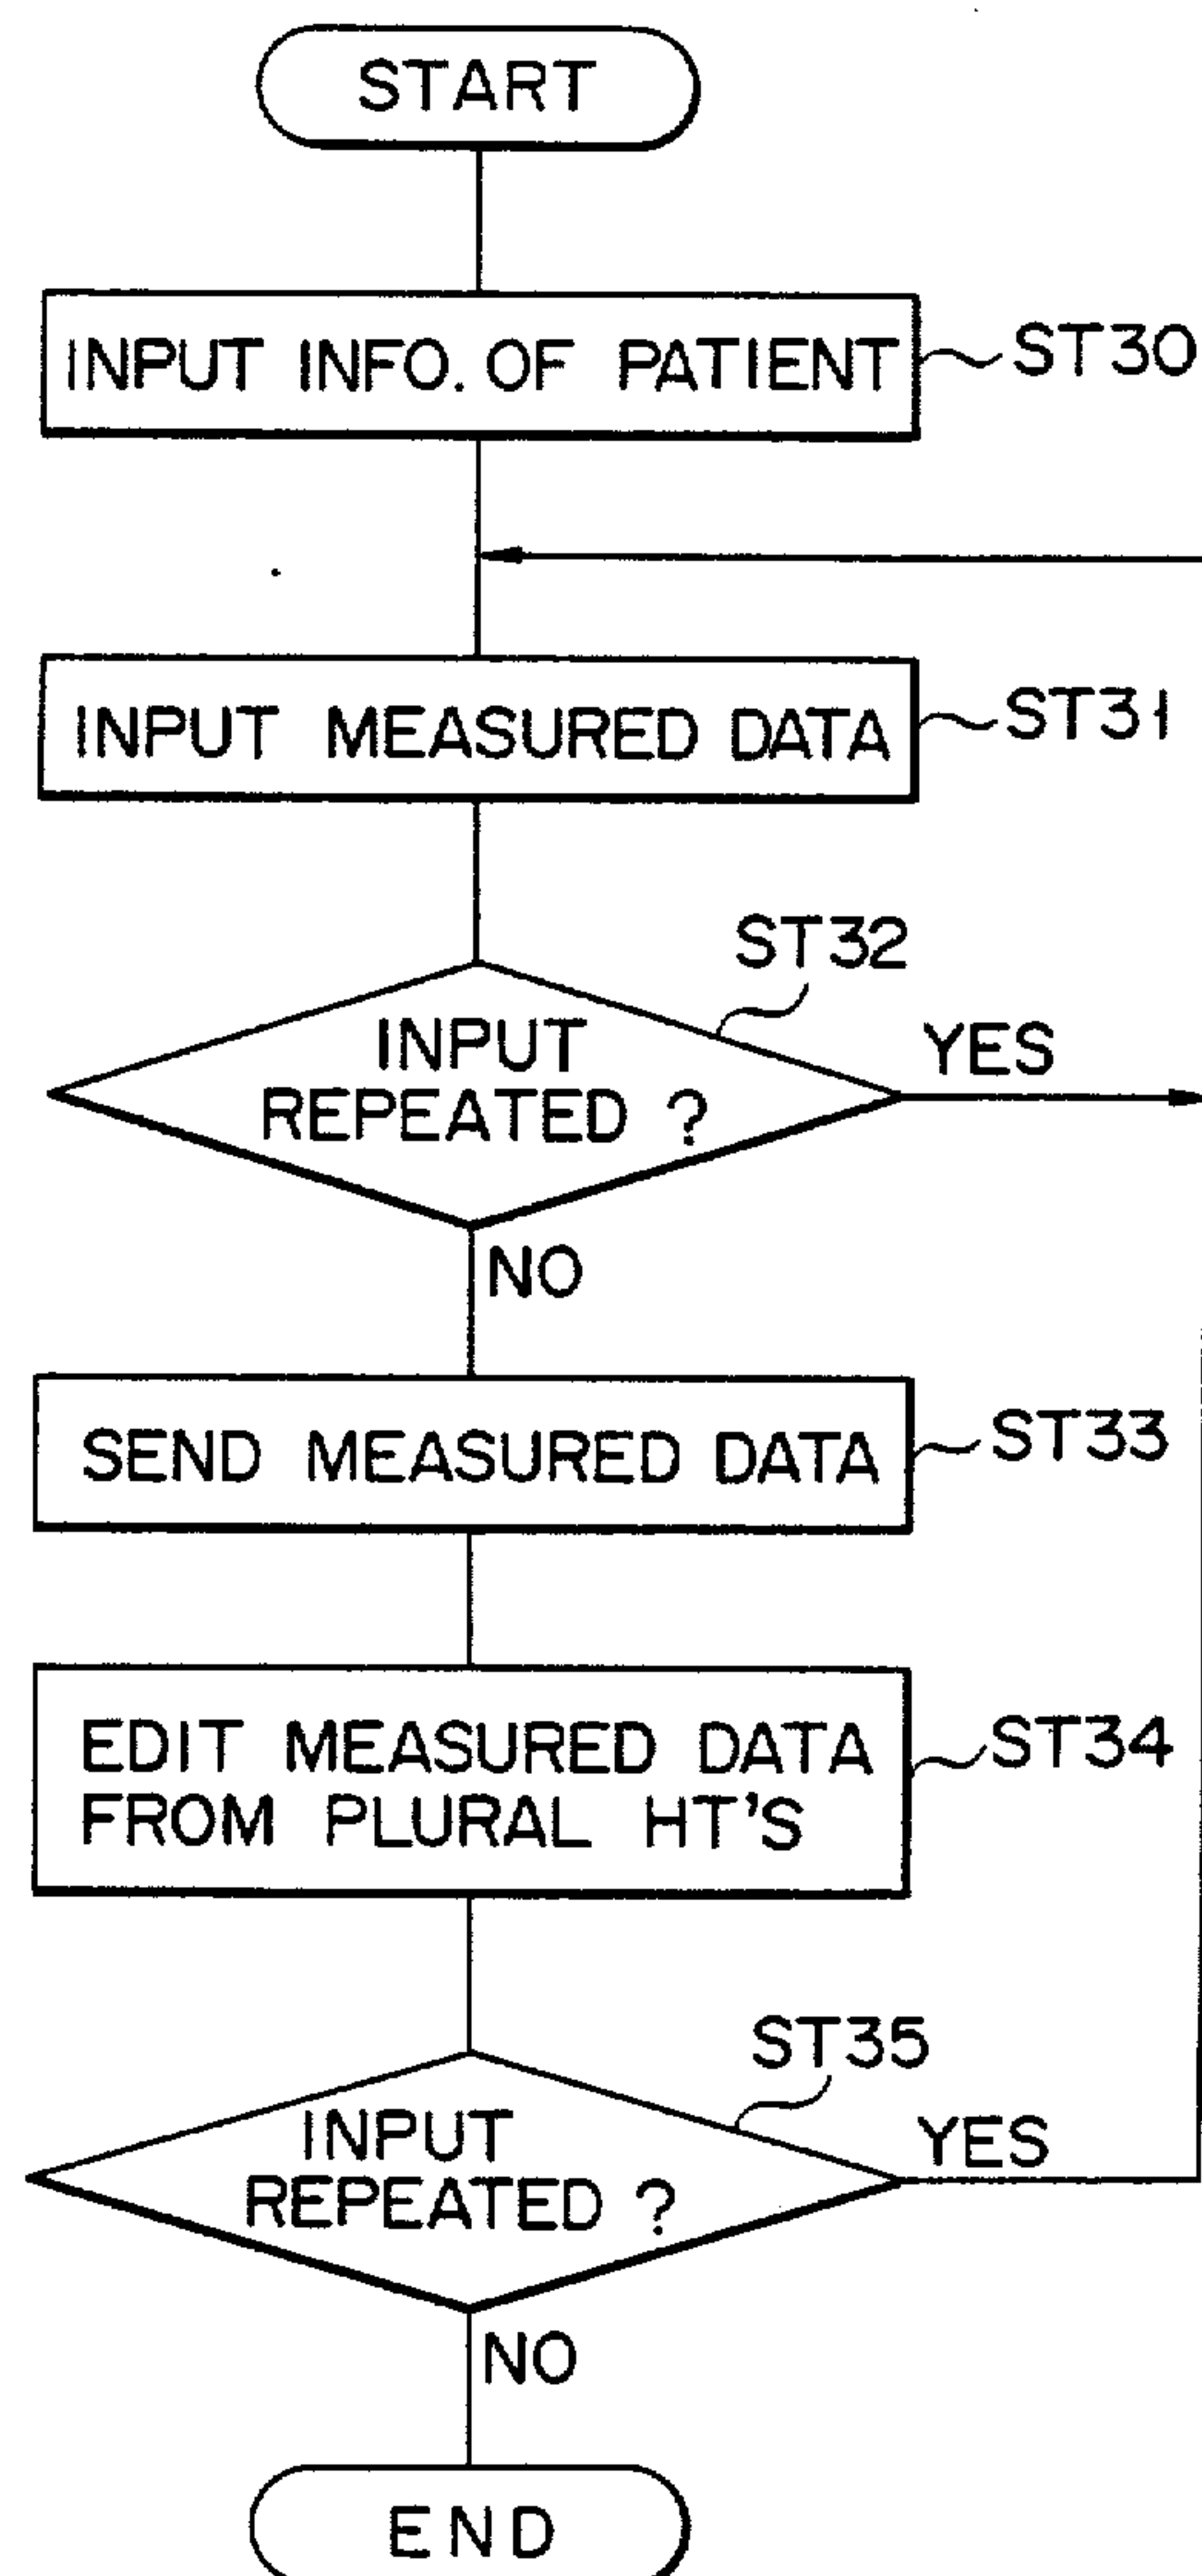 START
INPUT INFO. OF PATIENT
ST30
INPUT MEASURED DATA
ST31
ST32
INPUT
REPEATED ?
YES
NO
SEND MEASURED DATA
ST33
EDIT MEASURED DATA
FROM PLURAL HT'S
ST34
ST35
INPUT
REPEATED ?
YES
NO
END